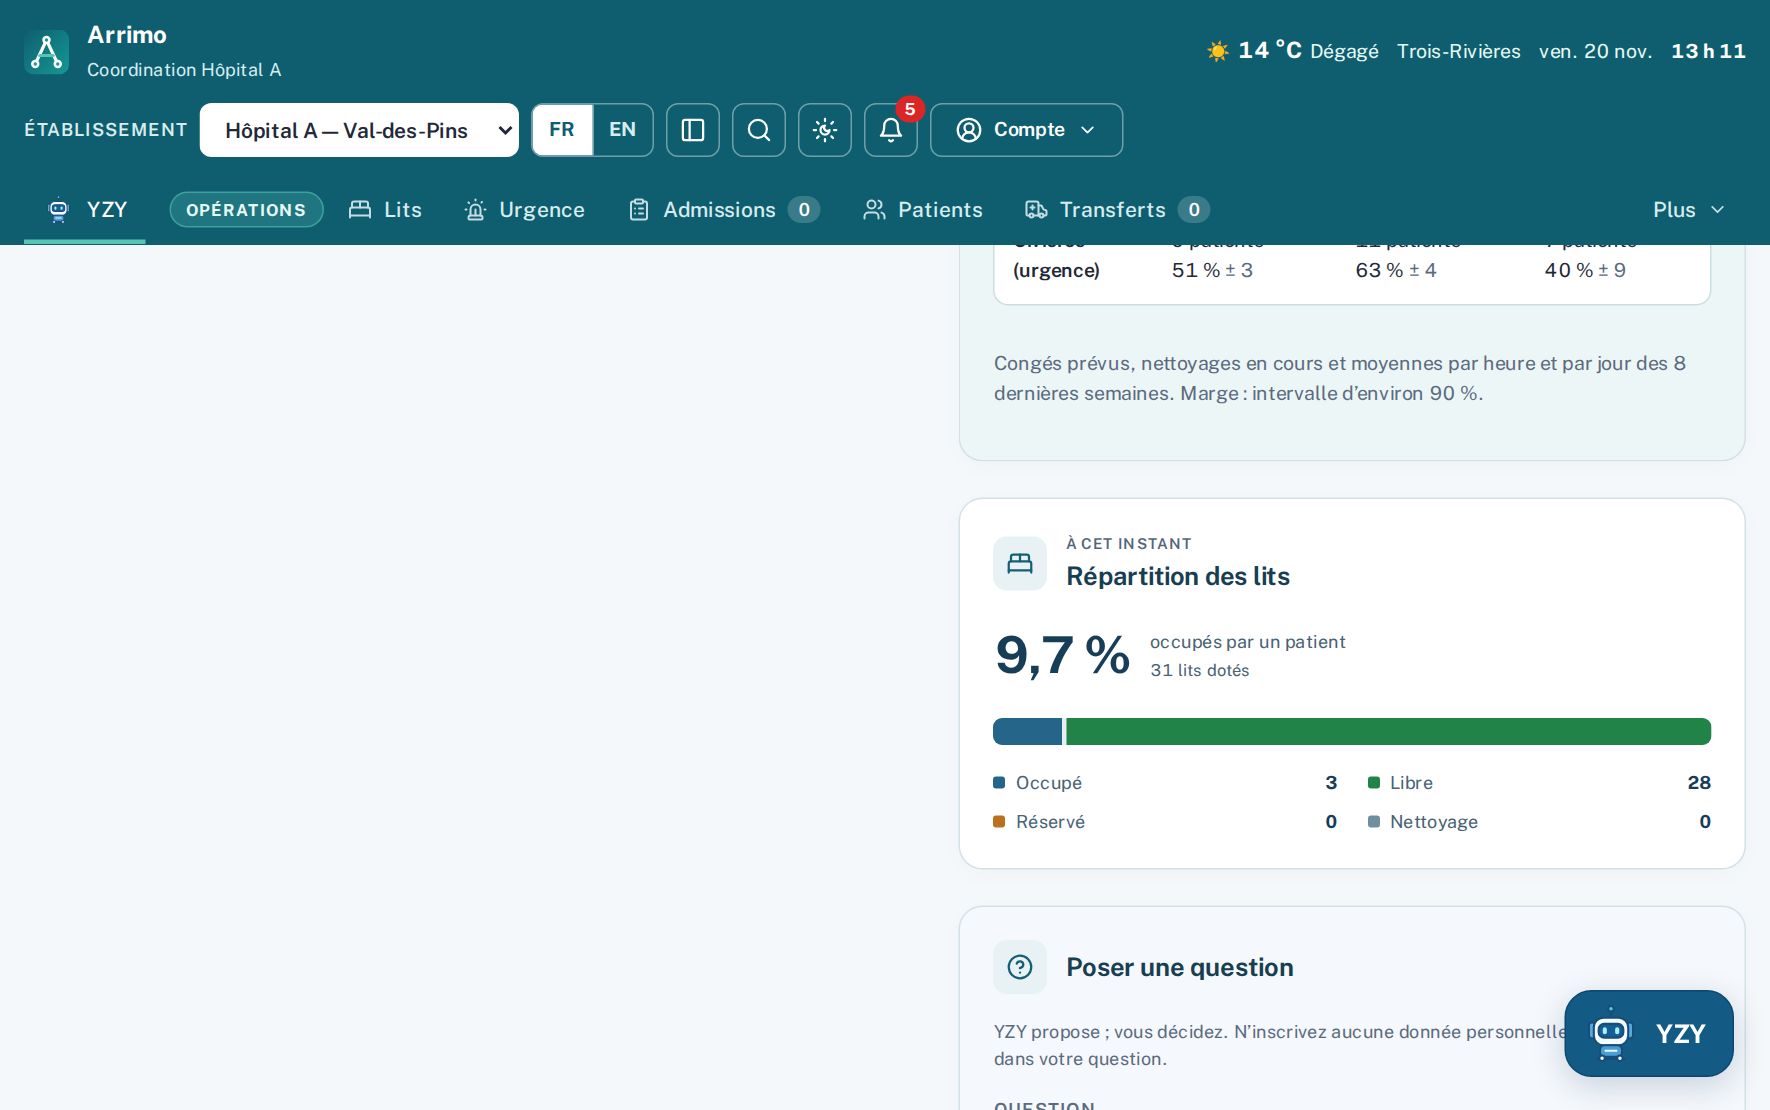 Arrimo
Coordination Hôpital A
14 °C Dégagé Trois-Rivières ven. 20 nov. 13 h 11
ÉTABLISSEMENT Hôpital A — Val-des-Pins FR EN 5 Compte
YZY OPÉRATIONS Lits Urgence Admissions 0 Patients Transferts 0 Plus
(urgence) 51 % ± 3 63 % ± 4 40 % ± 9
Congés prévus, nettoyages en cours et moyennes par heure et par jour des 8
dernières semaines. Marge : intervalle d’environ 90 %.
À CET INSTANT
Répartition des lits
9,7 % occupés par un patient
31 lits dotés
Occupé 3 Libre 28
Réservé 0 Nettoyage 0
Poser une question
YZY propose ; vous décidez. N’inscrivez aucune donnée personnelle
dans votre question.
YZY
QUESTION